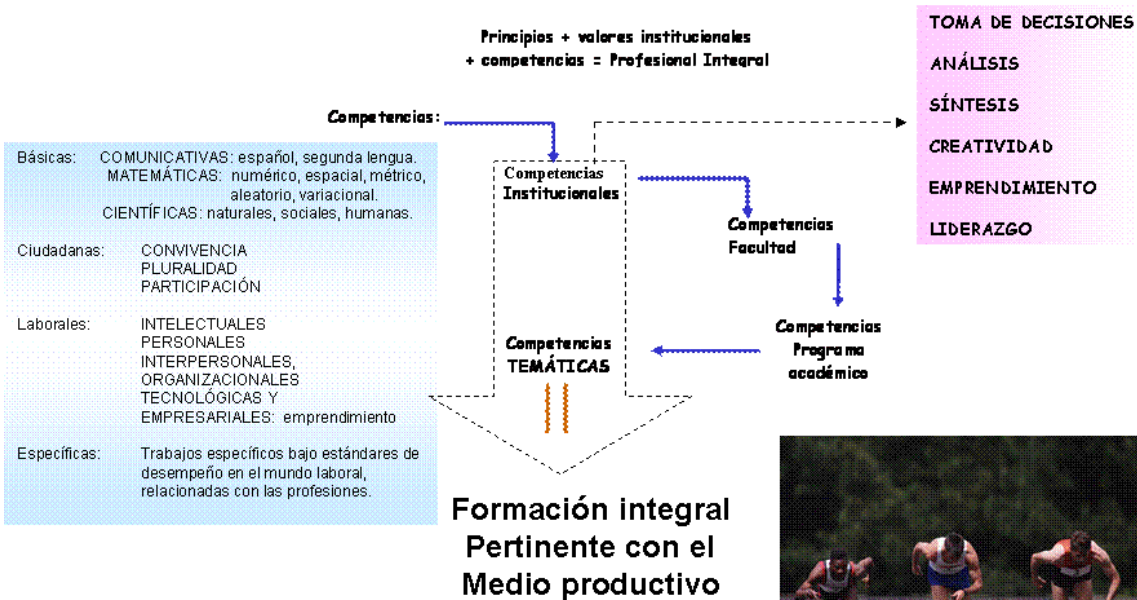 Principios + valores institucionales
+ competencias = Profesional Integral
TOMA DE DECISIONES
ANÁLISIS
SÍNTESIS
CREATIVIDAD
EMPRENDIMIENTO
LIDERAZGO
Competencias:
Básicas: COMUNICATIVAS: español, segunda lengua.
MATEMÁTICAS: numérico, espacial, métrico,
aleatorio, variacional.
CIENTÍFICAS: naturales, sociales, humanas.
Ciudadanas: CONVIVENCIA
PLURALIDAD
PARTICIPACIÓN
Laborales: INTELECTUALES
PERSONALES
INTERPERSONALES,
ORGANIZACIONALES
TECNOLÓGICAS Y
EMPRESARIALES: emprendimiento
Específicas: Trabajos específicos bajo estándares de
desempeño en el mundo laboral,
relacionadas con las profesiones.
Competencias
Institucionales
Competencias
Facultad
Competencias
Programa
académico
Competencias
TEMÁTICAS
Formación integral
Pertinente con el
Medio productivo